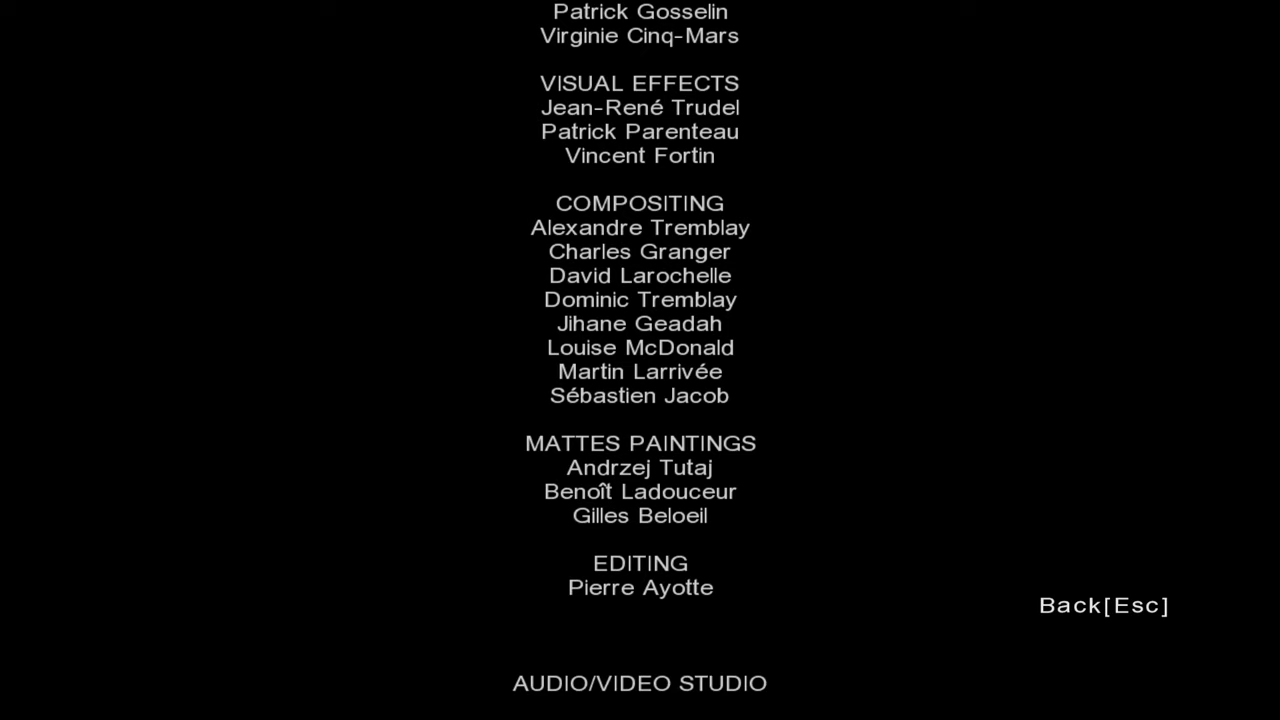 Patrick Gosselin
Virginie Cinq-Mars
VISUAL EFFECTS
Jean-René Trudel
Patrick Parenteau
Vincent Fortin
COMPOSITING
Alexandre Tremblay
Charles Granger
David Larochelle
Dominic Tremblay
Jihane Geadah
Louise McDonald
Martin Larrivée
Sébastien Jacob
MATTES PAINTINGS
Andrzej Tutaj
Benoît Ladouceur
Gilles Beloeil
EDITING
Pierre Ayotte
Back[Esc]
AUDIO/VIDEO STUDIO